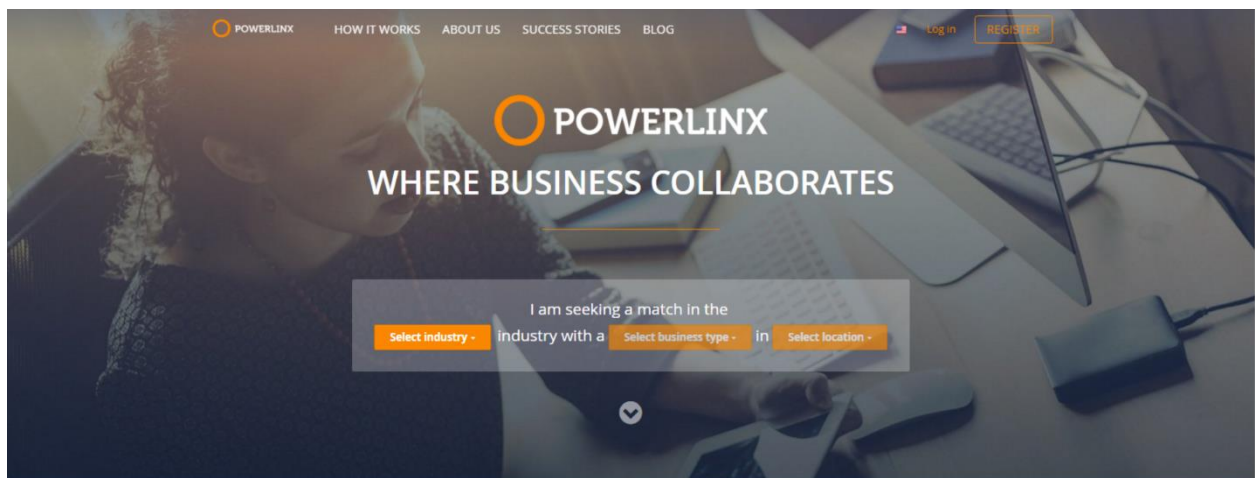 POWERLINX HOW IT WORKS ABOUT US SUCCESS STORIES BLOG Log in REGISTER
POWERLINX
WHERE BUSINESS COLLABORATES
I am seeking a match in the
Select industry - industry with a Select business type - in Select location -